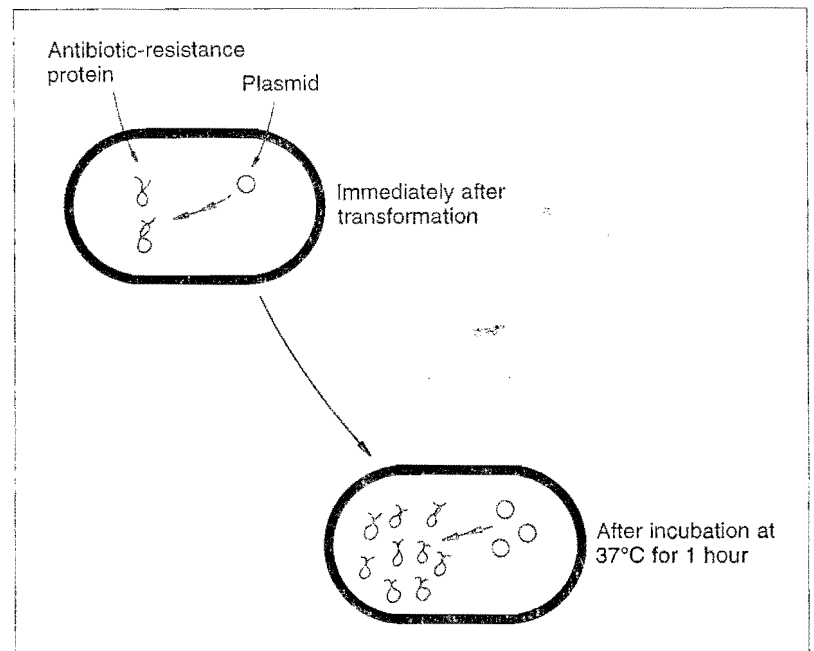 Antibiotic-resistance
protein
Plasmid
Immediately after
transformation
After incubation at
37°C for 1 hour